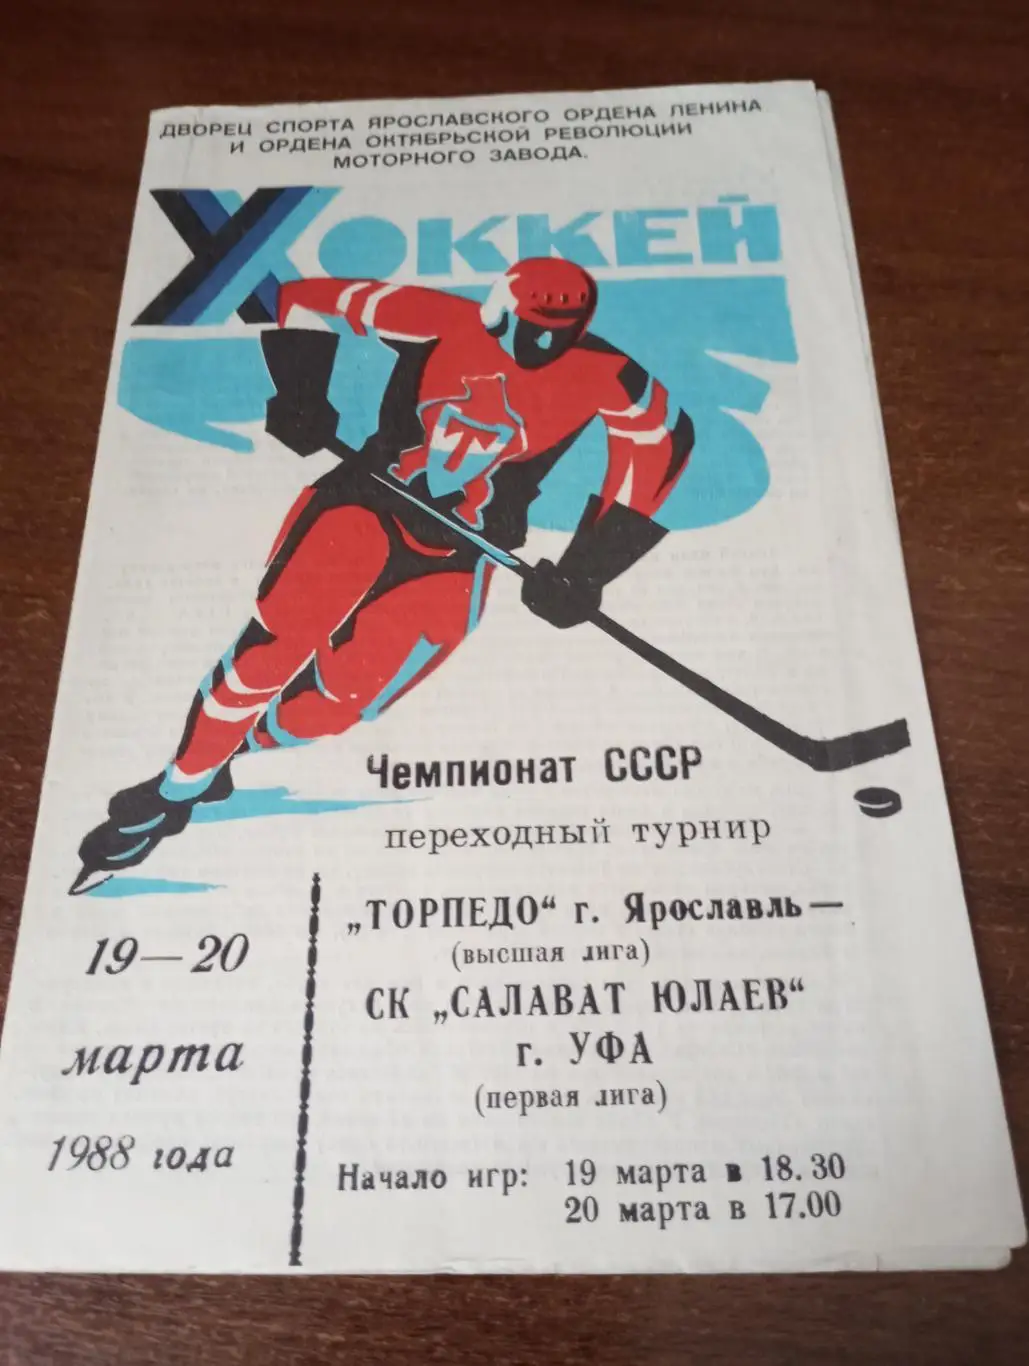 ДВОРЕЦ СПОРТА ЯРОСЛАВСКОГО ОРДЕНА ЛЕНИНА
И ОРДЕНА ОКТЯБРЬСКОЙ РЕВОЛЮЦИИ
МОТОРНОГО ЗАВОДА.
ХОККЕЙ
Т
Чемпионат СССР
переходный турнир
„ТОРПЕДО“ г. Ярославль—
(высшая лига)
СК „САЛАВАТ ЮЛАЕВ“
г. УФА
(первая лига)
19—20
марта
1988 года
Начало игр: 19 марта в 18.30
20 марта в 17.00